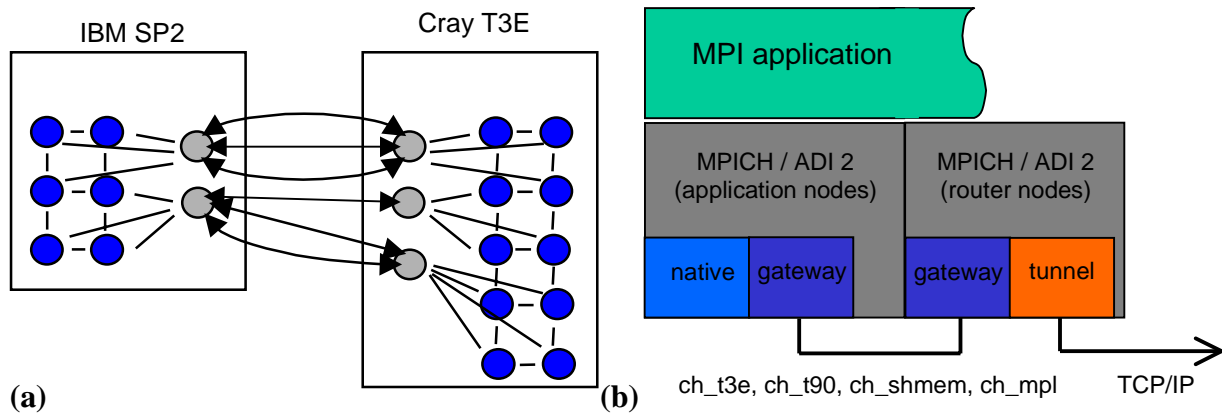 IBM SP2
Cray T3E
(a)
MPI application
MPICH / ADI 2
(application nodes)
MPICH / ADI 2
(router nodes)
native
gateway
gateway
tunnel
(b)
ch_t3e, ch_t90, ch_shmem, ch_mpl
TCP/IP